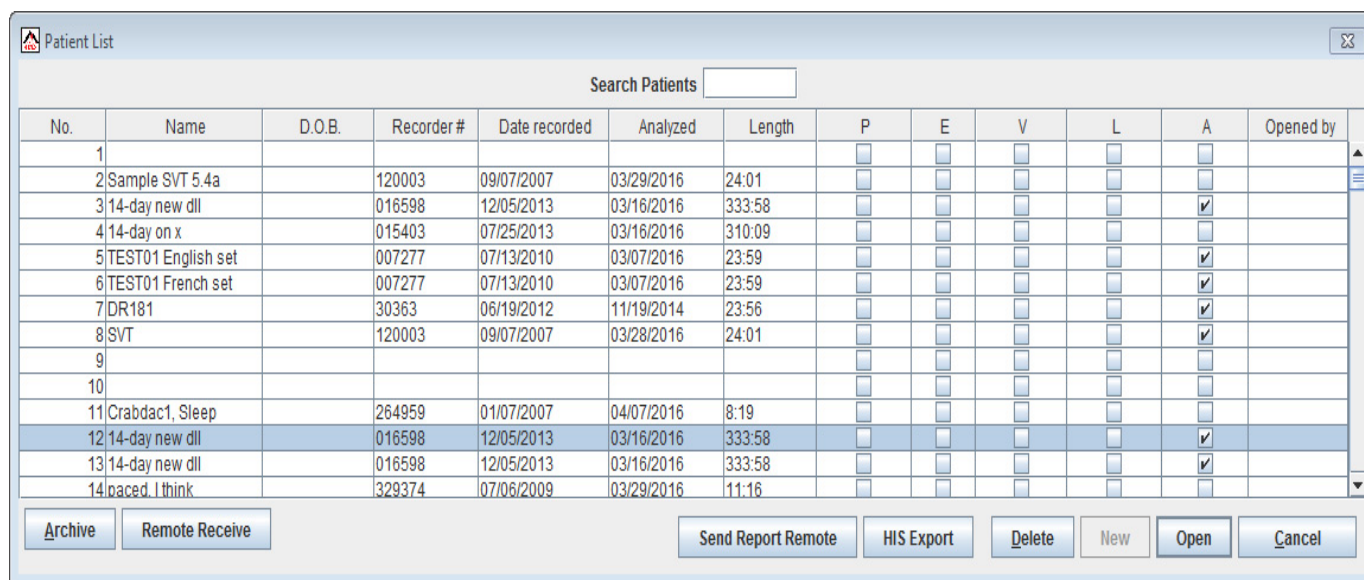 Patient List
Search Patients
No. Name D.O.B. Recorder # Date recorded Analyzed Length P E V L A Opened by
1
2 Sample SVT 5.4a 120003 09/07/2007 03/29/2016 24:01
3 14-day new dll 016598 12/05/2013 03/16/2016 333:58
4 14-day on x 015403 07/25/2013 03/16/2016 310:09
5 TEST01 English set 007277 07/13/2010 03/07/2016 23:59
6 TEST01 French set 007277 07/13/2010 03/07/2016 23:59
7 DR181 30363 06/19/2012 11/19/2014 23:56
8 SVT 120003 09/07/2007 03/28/2016 24:01
9
10
11 Crabdac1, Sleep 264959 01/07/2007 04/07/2016 8:19
12 14-day new dll 016598 12/05/2013 03/16/2016 333:58
13 14-day new dll 016598 12/05/2013 03/16/2016 333:58
14 paced, I think 329374 07/06/2009 03/29/2016 11:16
Archive Remote Receive Send Report Remote HIS Export Delete New Open Cancel